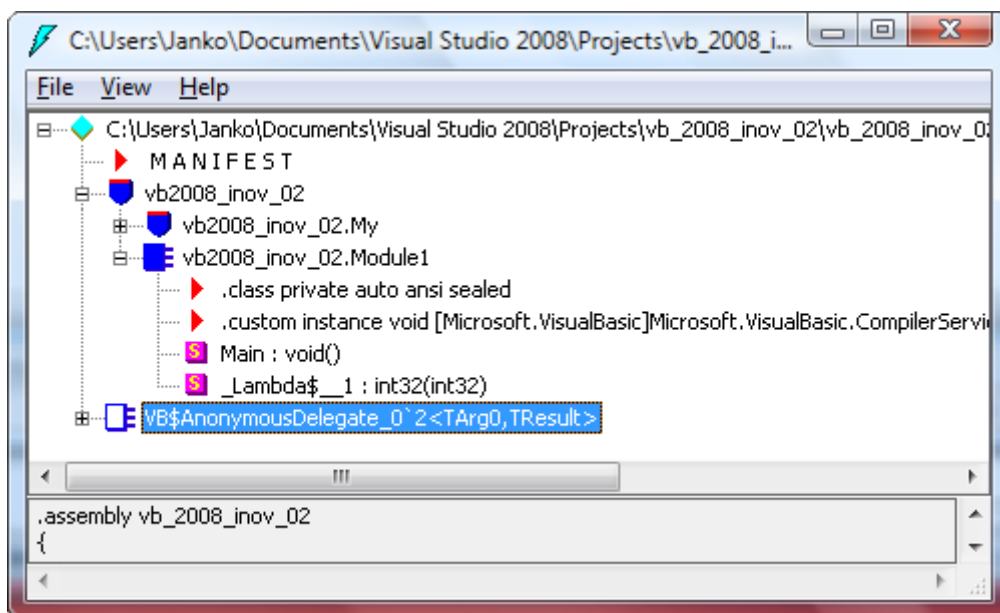 C:\Users\Janko\Documents\Visual Studio 2008\Projects\vb_2008_i...
File View Help
C:\Users\Janko\Documents\Visual Studio 2008\Projects\vb_2008_inov_02\vb_2008_inov_0
M A N I F E S T
vb2008_inov_02
vb2008_inov_02.My
vb2008_inov_02.Module1
.class private auto ansi sealed
.custom instance void [Microsoft.VisualBasic]Microsoft.VisualBasic.CompilerServi
S Main : void()
S _Lambda$__1 : int32(int32)
VB$AnonymousDelegate_0`2<TArg0,TResult>
.assembly vb_2008_inov_02
{